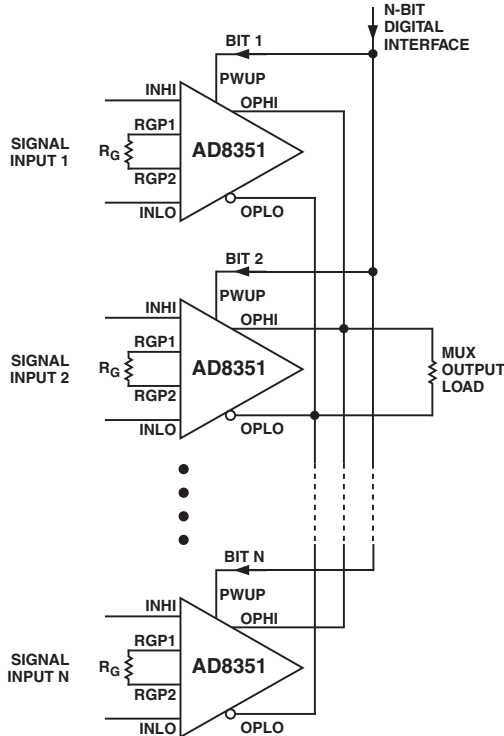 N-BIT
DIGITAL
INTERFACE
BIT 1
PWUP
INHI
OPHI
RGP1
SIGNAL
INPUT 1
RG
AD8351
RGP2
INLO
OPLO
BIT 2
PWUP
INHI
OPHI
RGP1
SIGNAL
INPUT 2
RG
AD8351
MUX
OUTPUT
LOAD
RGP2
INLO
OPLO
BIT N
PWUP
INHI
OPHI
RGP1
SIGNAL
INPUT N
RG
AD8351
RGP2
INLO
OPLO